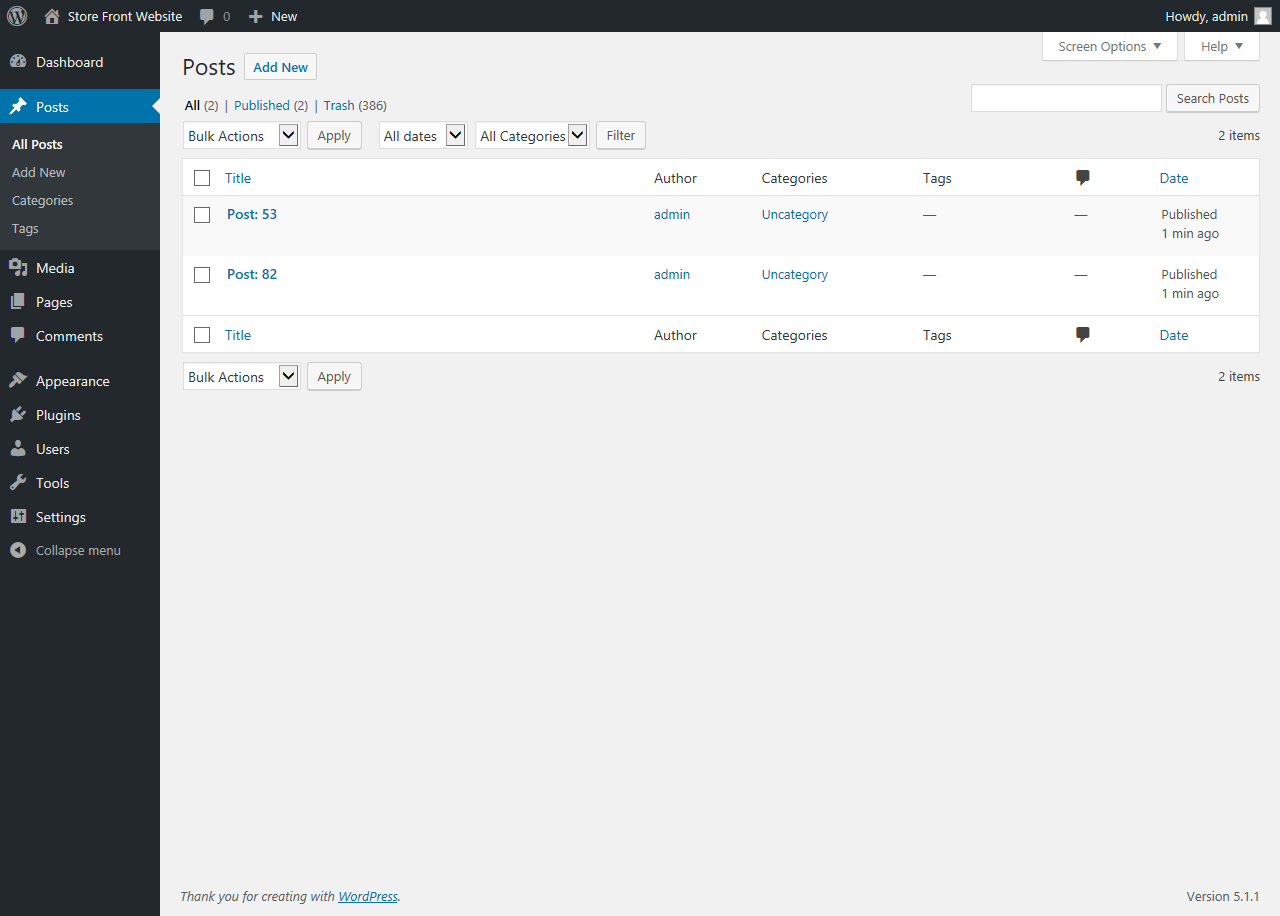 Store Front Website 0 New Howdy, admin
Screen Options Help
Dashboard
Posts
All Posts
Add New
Categories
Tags
Media
Pages
Comments
Appearance
Plugins
Users
Tools
Settings
Collapse menu
Posts Add New
All (2) | Published (2) | Trash (386)
Search Posts
Bulk Actions Apply All dates All Categories Filter 2 items
Title Author Categories Tags Date
Post: 53 admin Uncategory — — Published
1 min ago
Post: 82 admin Uncategory — — Published
1 min ago
Title Author Categories Tags Date
Bulk Actions Apply 2 items
Thank you for creating with WordPress. Version 5.1.1